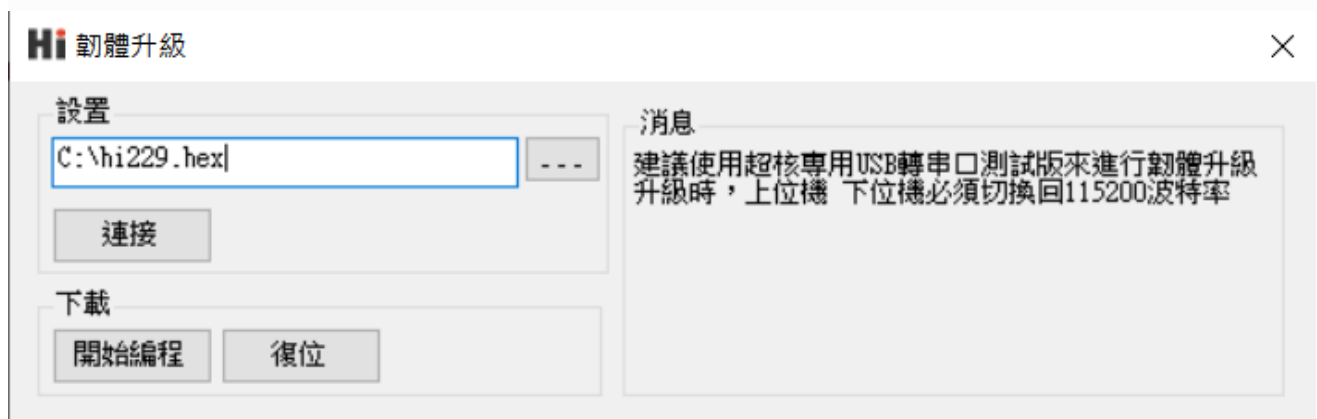 Hi 韌體升級
設置
C:\hi229.hex
...
連接
下載
開始編程
復位
消息
建議使用超核專用USB轉串口測試版來進行韌體升級
升級時，上位機 下位機必須切換回115200波特率